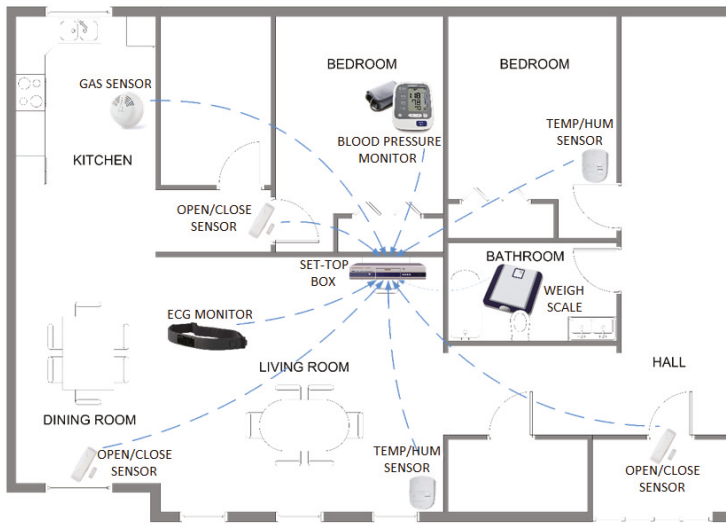 BEDROOM
BEDROOM
GAS SENSOR
TEMP/HUM
SENSOR
BLOOD PRESSURE
MONITOR
KITCHEN
OPEN/CLOSE
SENSOR
SET-TOP
BOX
BATHROOM
WEIGH
SCALE
ECG MONITOR
LIVING ROOM
HALL
DINING ROOM
OPEN/CLOSE
SENSOR
TEMP/HUM
SENSOR
OPEN/CLOSE
SENSOR